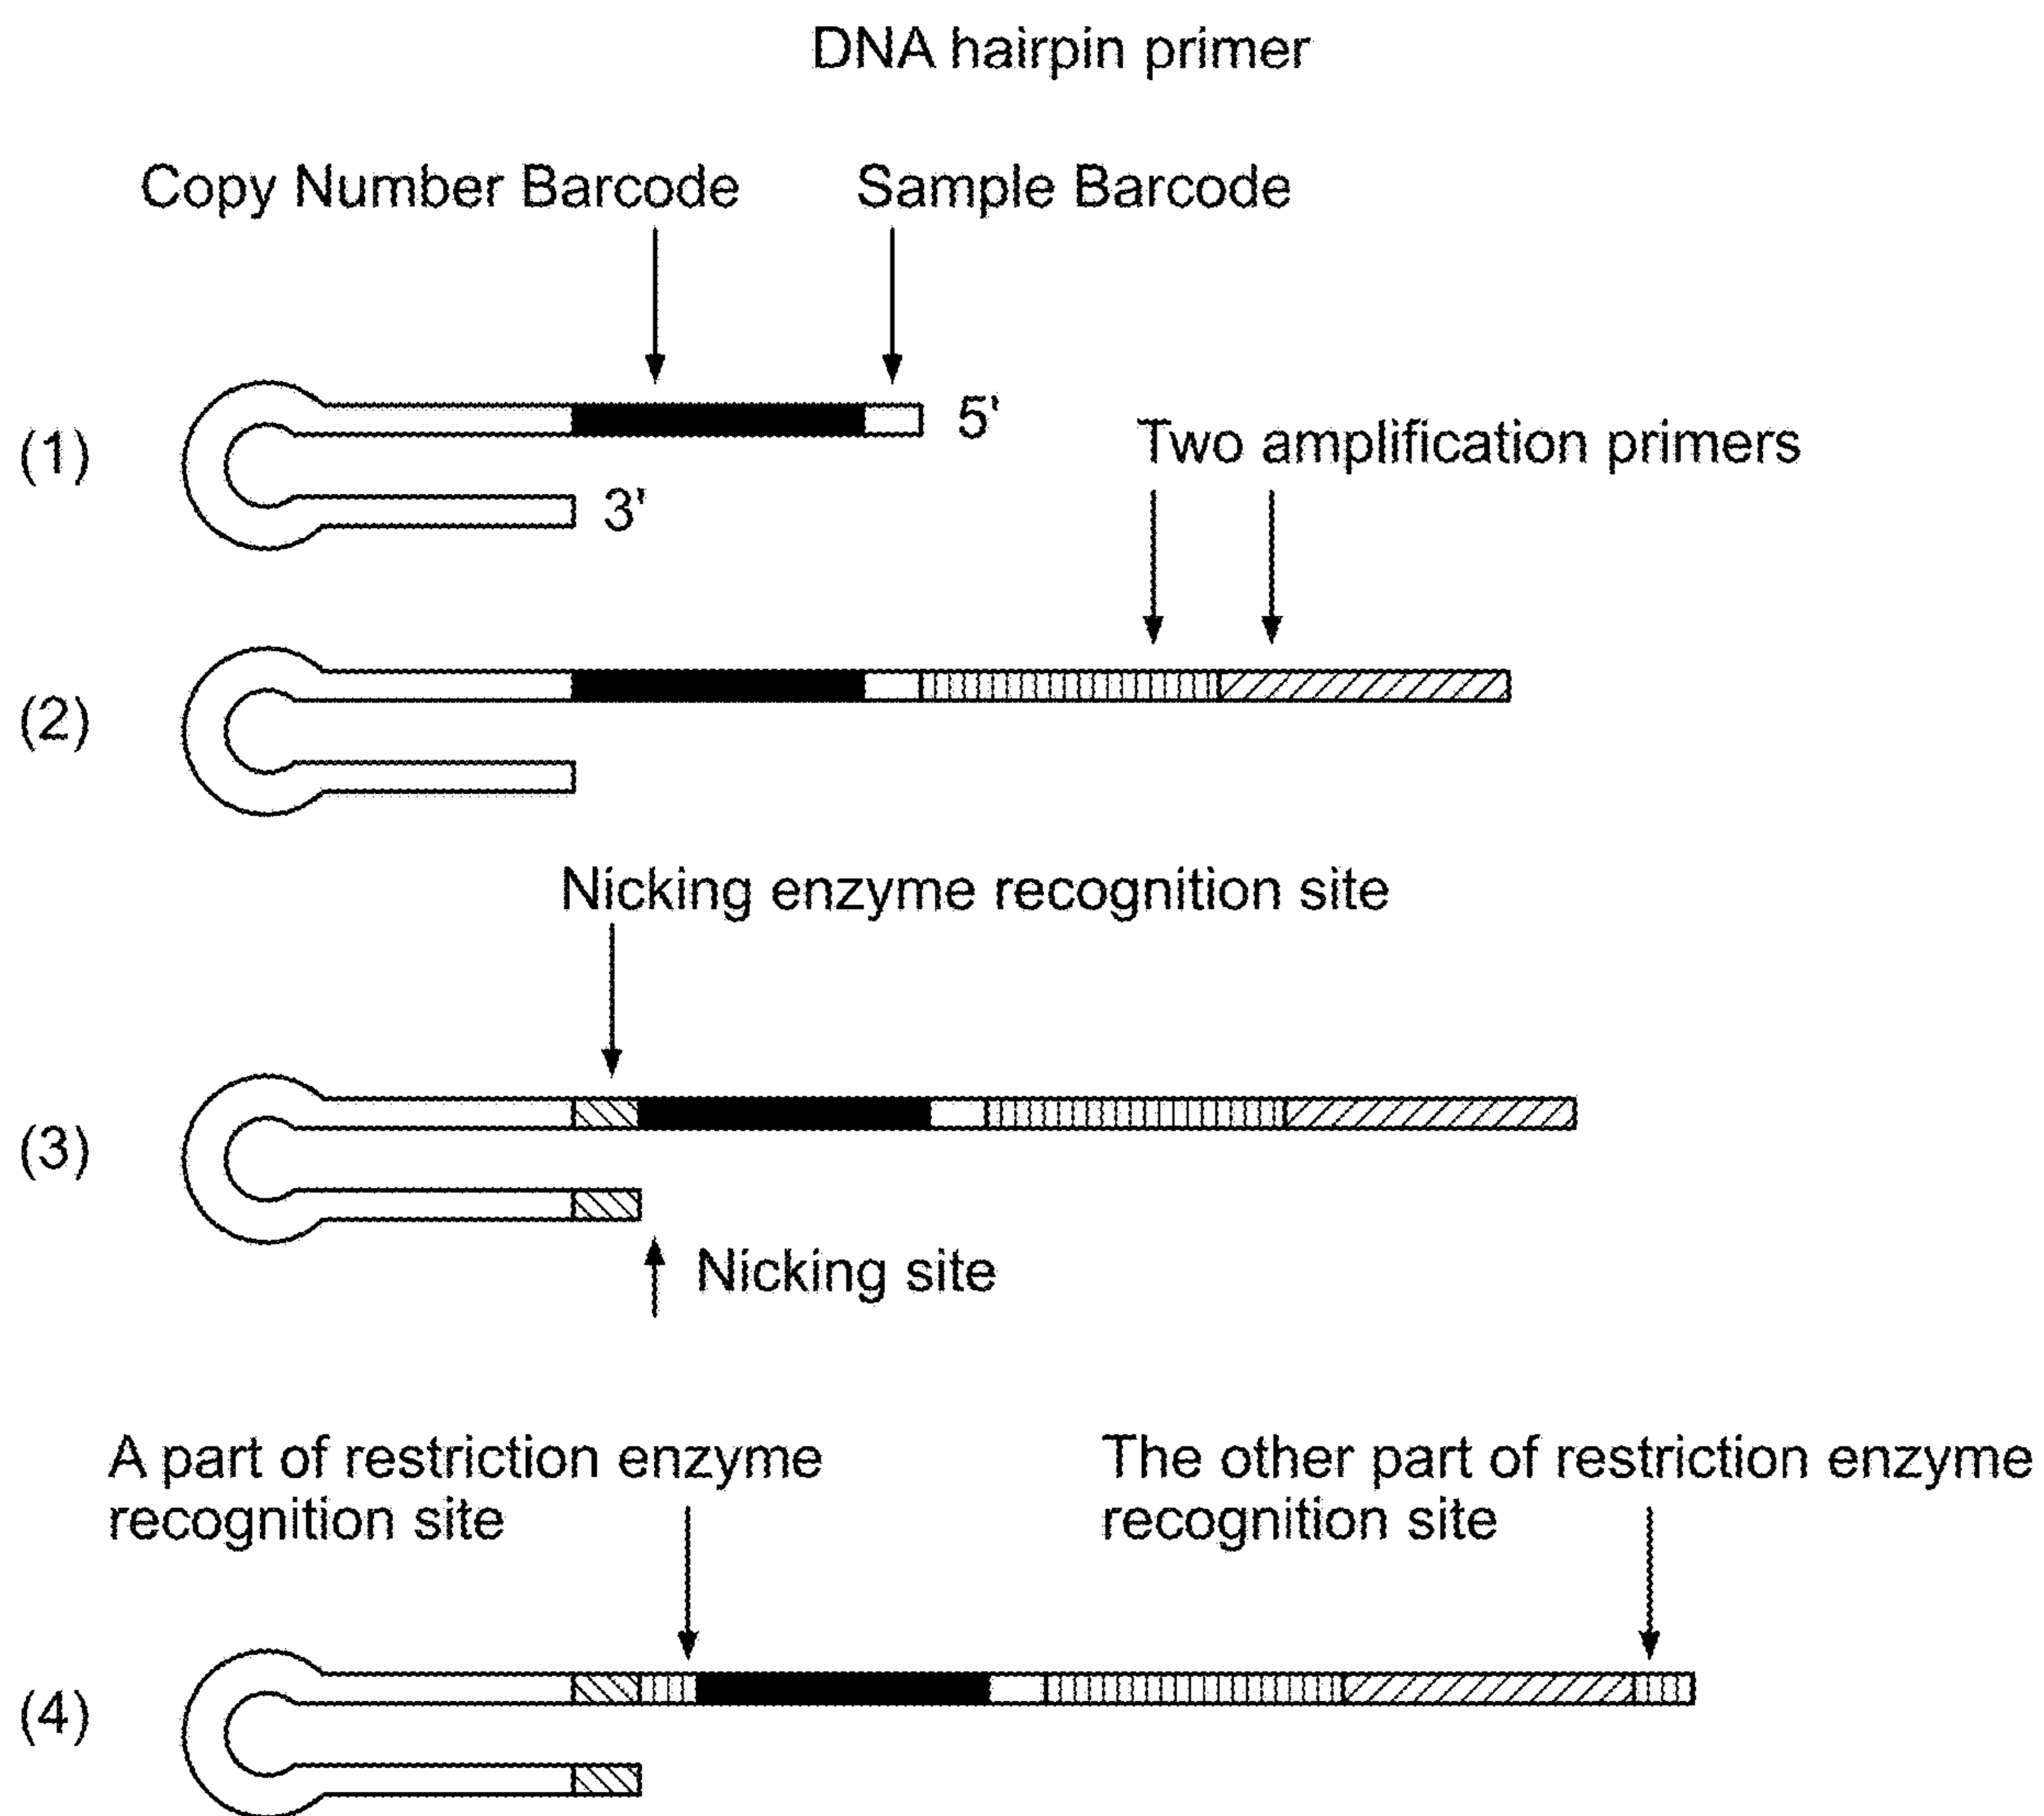 DNA hairpin primer
Copy Number Barcode
Sample Barcode
(1)
5'
3'
Two amplification primers
(2)
Nicking enzyme recognition site
(3)
Nicking site
A part of restriction enzyme
recognition site
The other part of restriction enzyme
recognition site
(4)